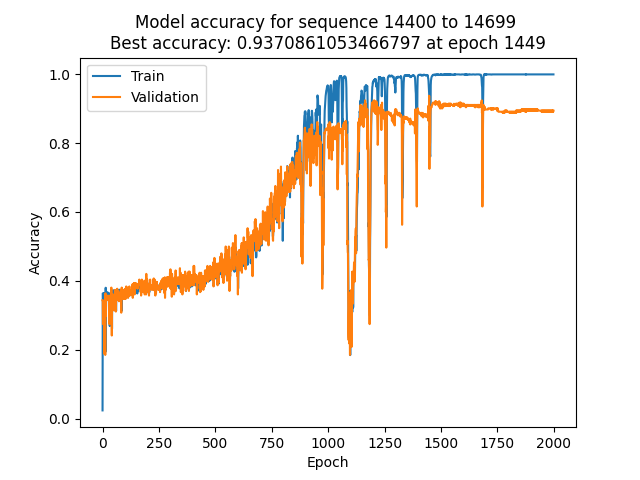 Model accuracy for sequence 14400 to 14699
Best accuracy: 0.9370861053466797 at epoch 1449
Train
Validation
1.0
0.8
0.6
0.4
0.2
0.0
Accuracy
0
250
500
750
1000
1250
1500
1750
2000
Epoch